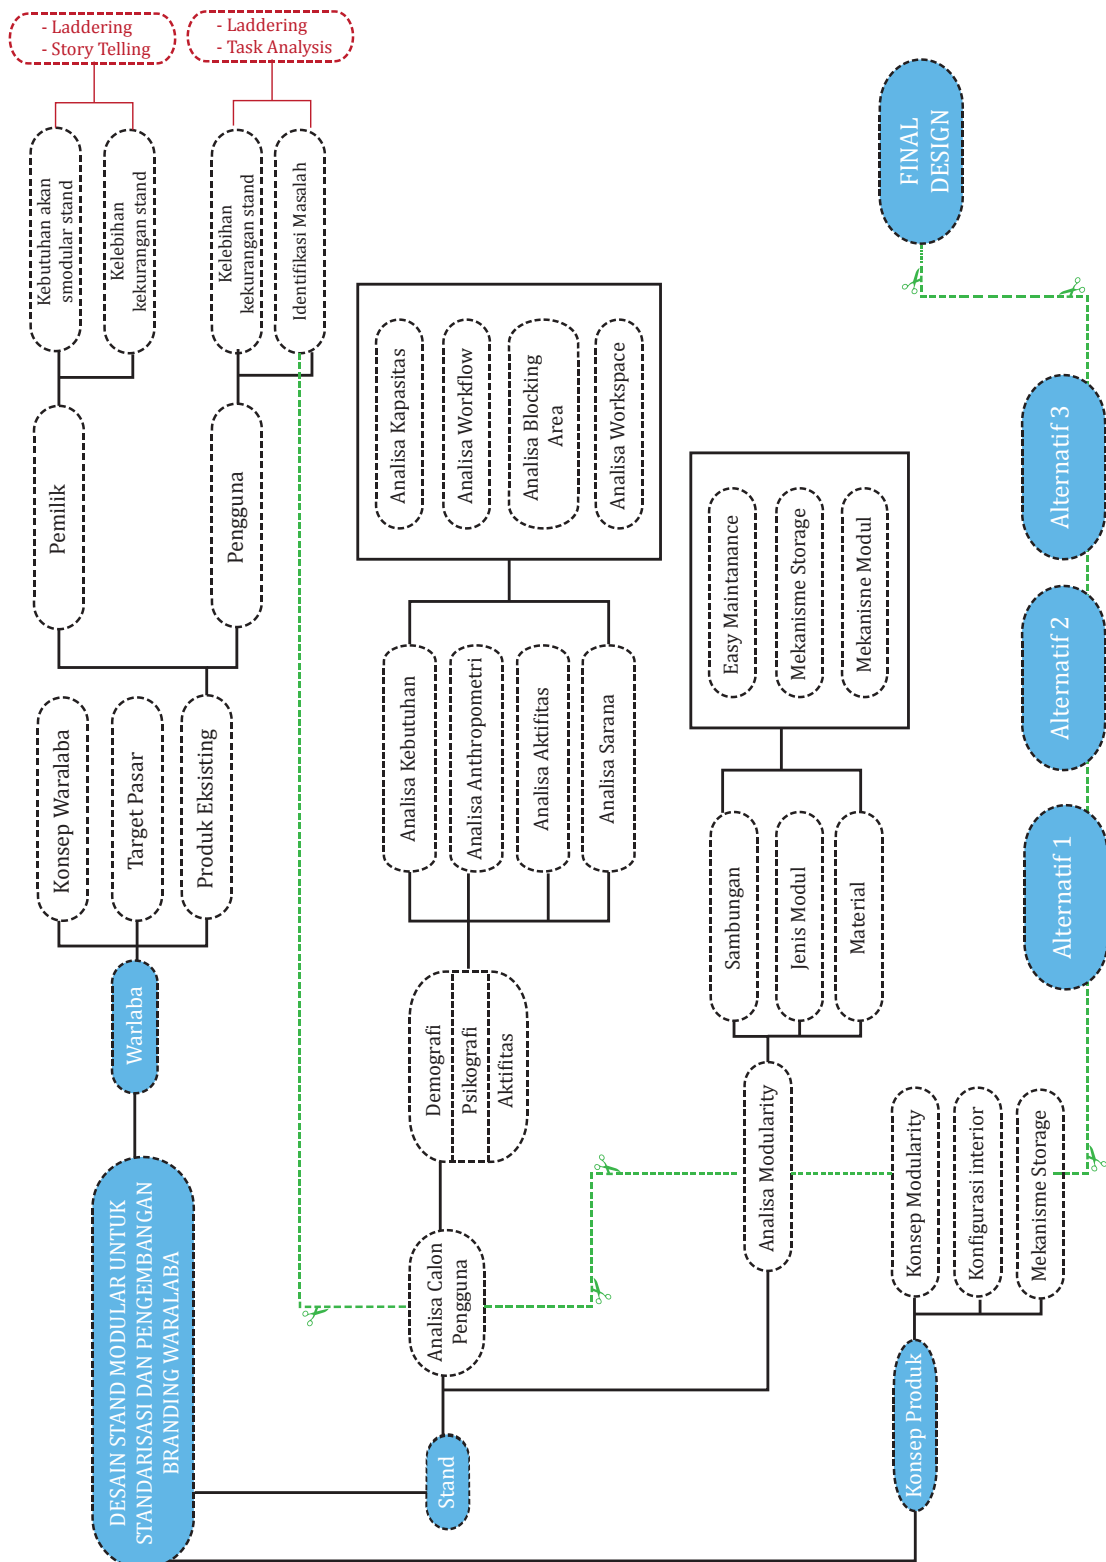 DESAIN STAND MODULAR UNTUK
STANDARISASI DAN PENGEMBANGAN
BRANDING WARALABA
Warlaba
Konsep Waralaba
Target Pasar
Produk Eksisting
Pemilik
Pengguna
Kebutuhan akan
smodular stand
Kelebihan
kekurangan stand
Kelebihan
kekurangan stand
Identifikasi Masalah
- Laddering
- Story Telling
- Laddering
- Task Analysis
Stand
Analisa Calon
Pengguna
Demografi
Psikografi
Aktifitas
Analisa Kebutuhan
Analisa Anthropometri
Analisa Aktifitas
Analisa Sarana
Analisa Kapasitas
Analisa Workflow
Analisa Blocking
Area
Analisa Workspace
Analisa Modularity
Sambungan
Jenis Modul
Material
Easy Maintanance
Mekanisme Storage
Mekanisne Modul
Konsep Produk
Konsep Modularity
Konfigurasi interior
Mekanisme Storage
Alternatif 1
Alternatif 2
Alternatif 3
FINAL
DESIGN